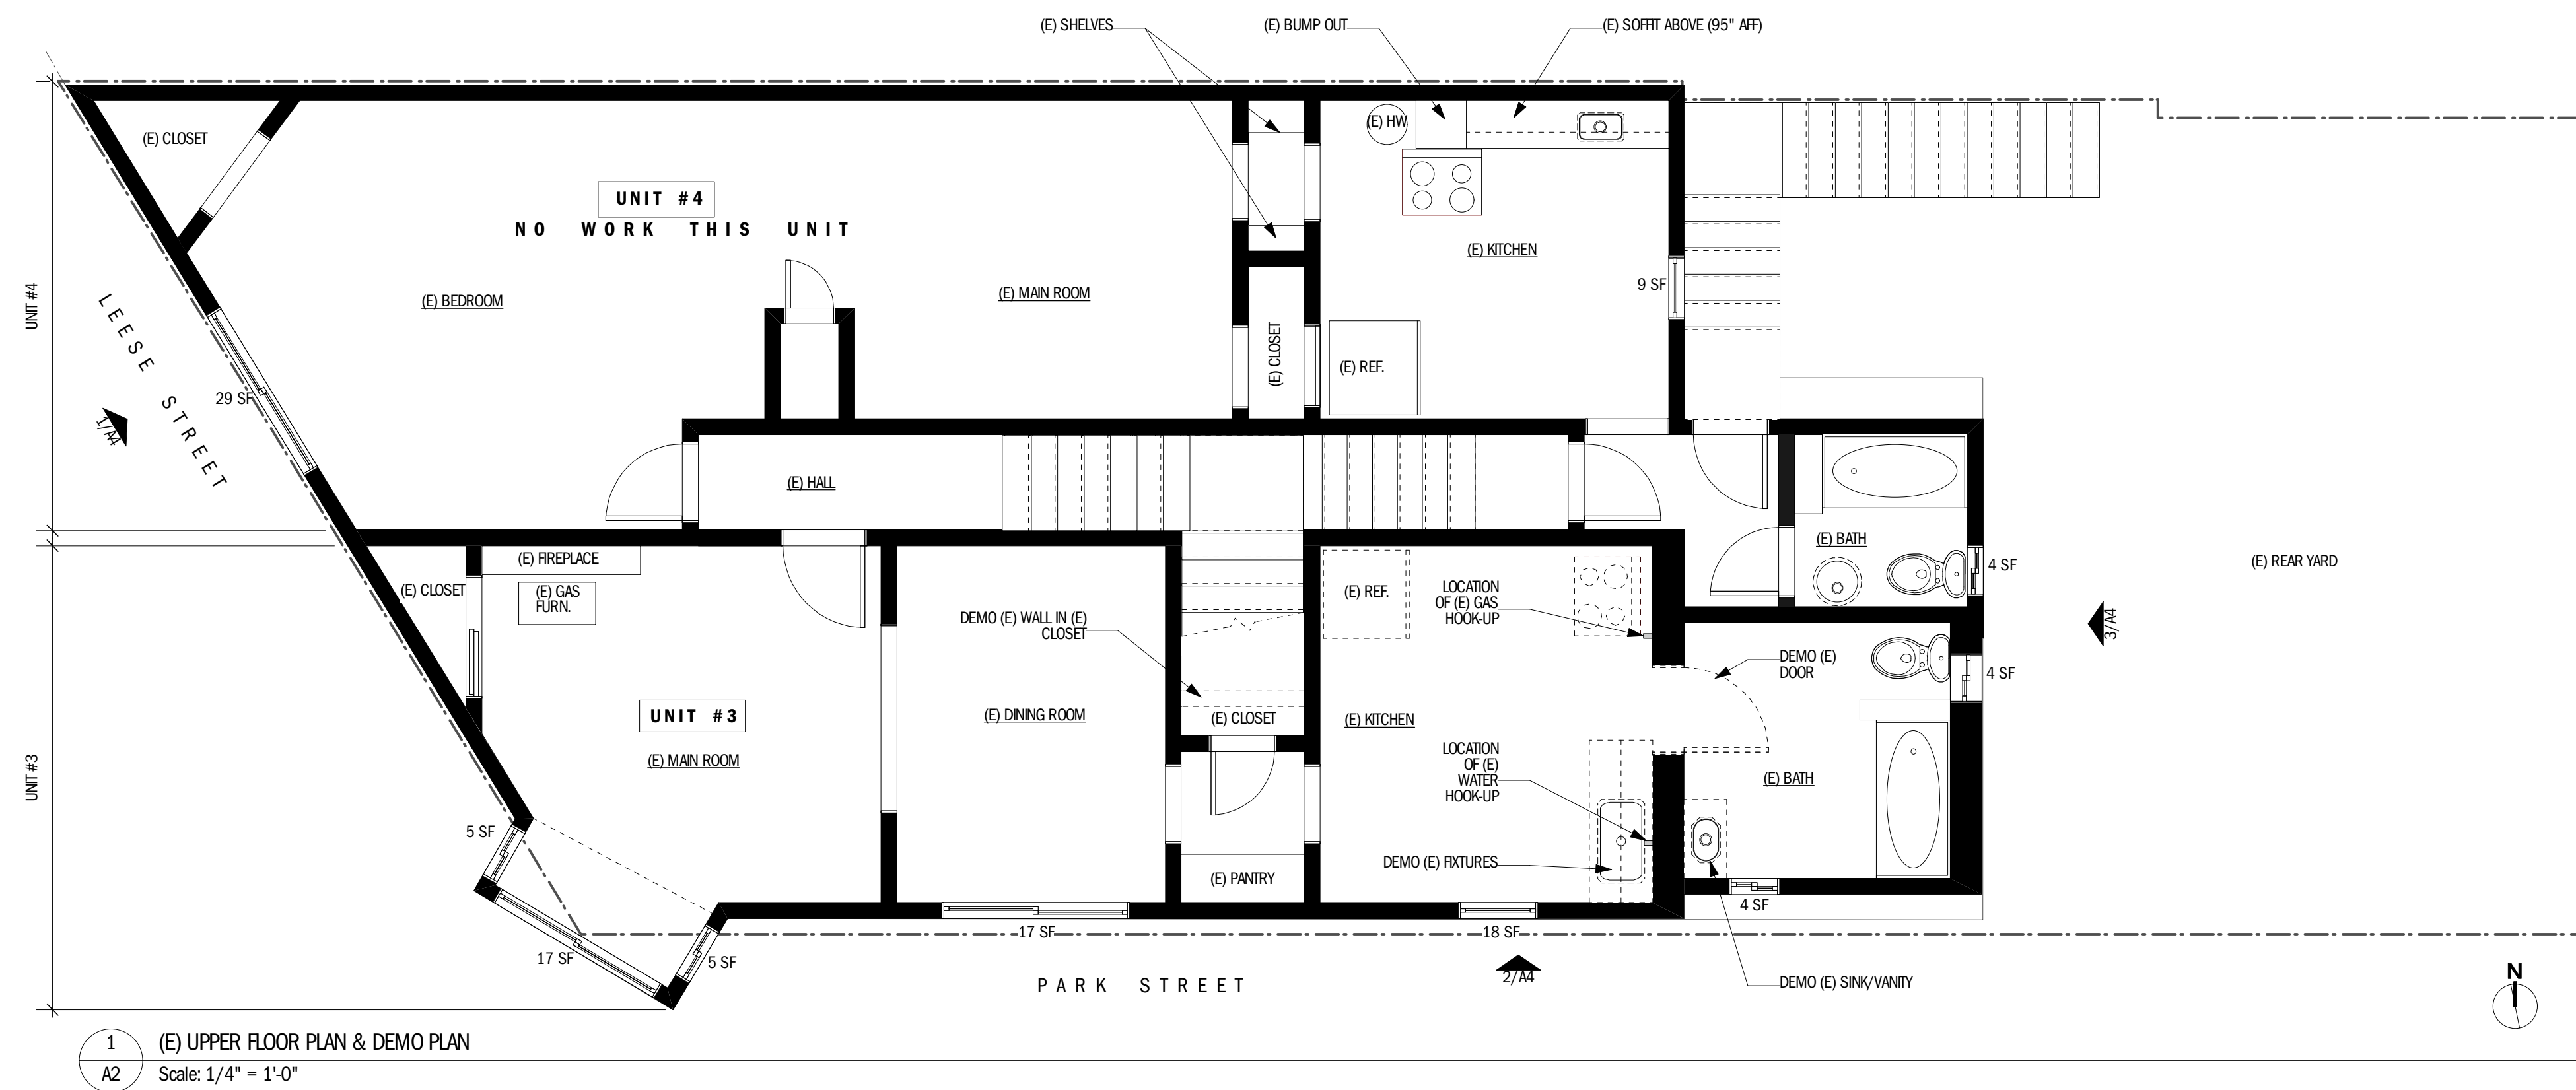 (E) SHELVES
(E) BUMP OUT
(E) SOFFIT ABOVE (95" AFF)
(E) CLOSET
(E) HW
UNIT #4
NO WORK THIS UNIT
(E) KITCHEN
9 SF
UNIT #4
(E) BEDROOM
(E) MAIN ROOM
LEESE STREET
(E) CLOSET
(E) REF.
29 SF
1/A4
(E) HALL
(E) BATH
4 SF
(E) REAR YARD
(E) FIREPLACE
(E) CLOSET
(E) GAS
FURN.
DEMO (E) WALL IN (E)
CLOSET
(E) REF.
LOCATION
OF (E) GAS
HOOK-UP
3/A4
DEMO (E)
DOOR
4 SF
UNIT #3
(E) MAIN ROOM
(E) DINING ROOM
(E) CLOSET
(E) KITCHEN
LOCATION
OF (E)
WATER
HOOK-UP
(E) BATH
UNIT #3
5 SF
DEMO (E) FIXTURES
(E) PANTRY
4 SF
17 SF
18 SF
17 SF
5 SF
PARK STREET
2/A4
DEMO (E) SINK/VANITY
N
1
(E) UPPER FLOOR PLAN & DEMO PLAN
A2
Scale: 1/4" = 1'-0"